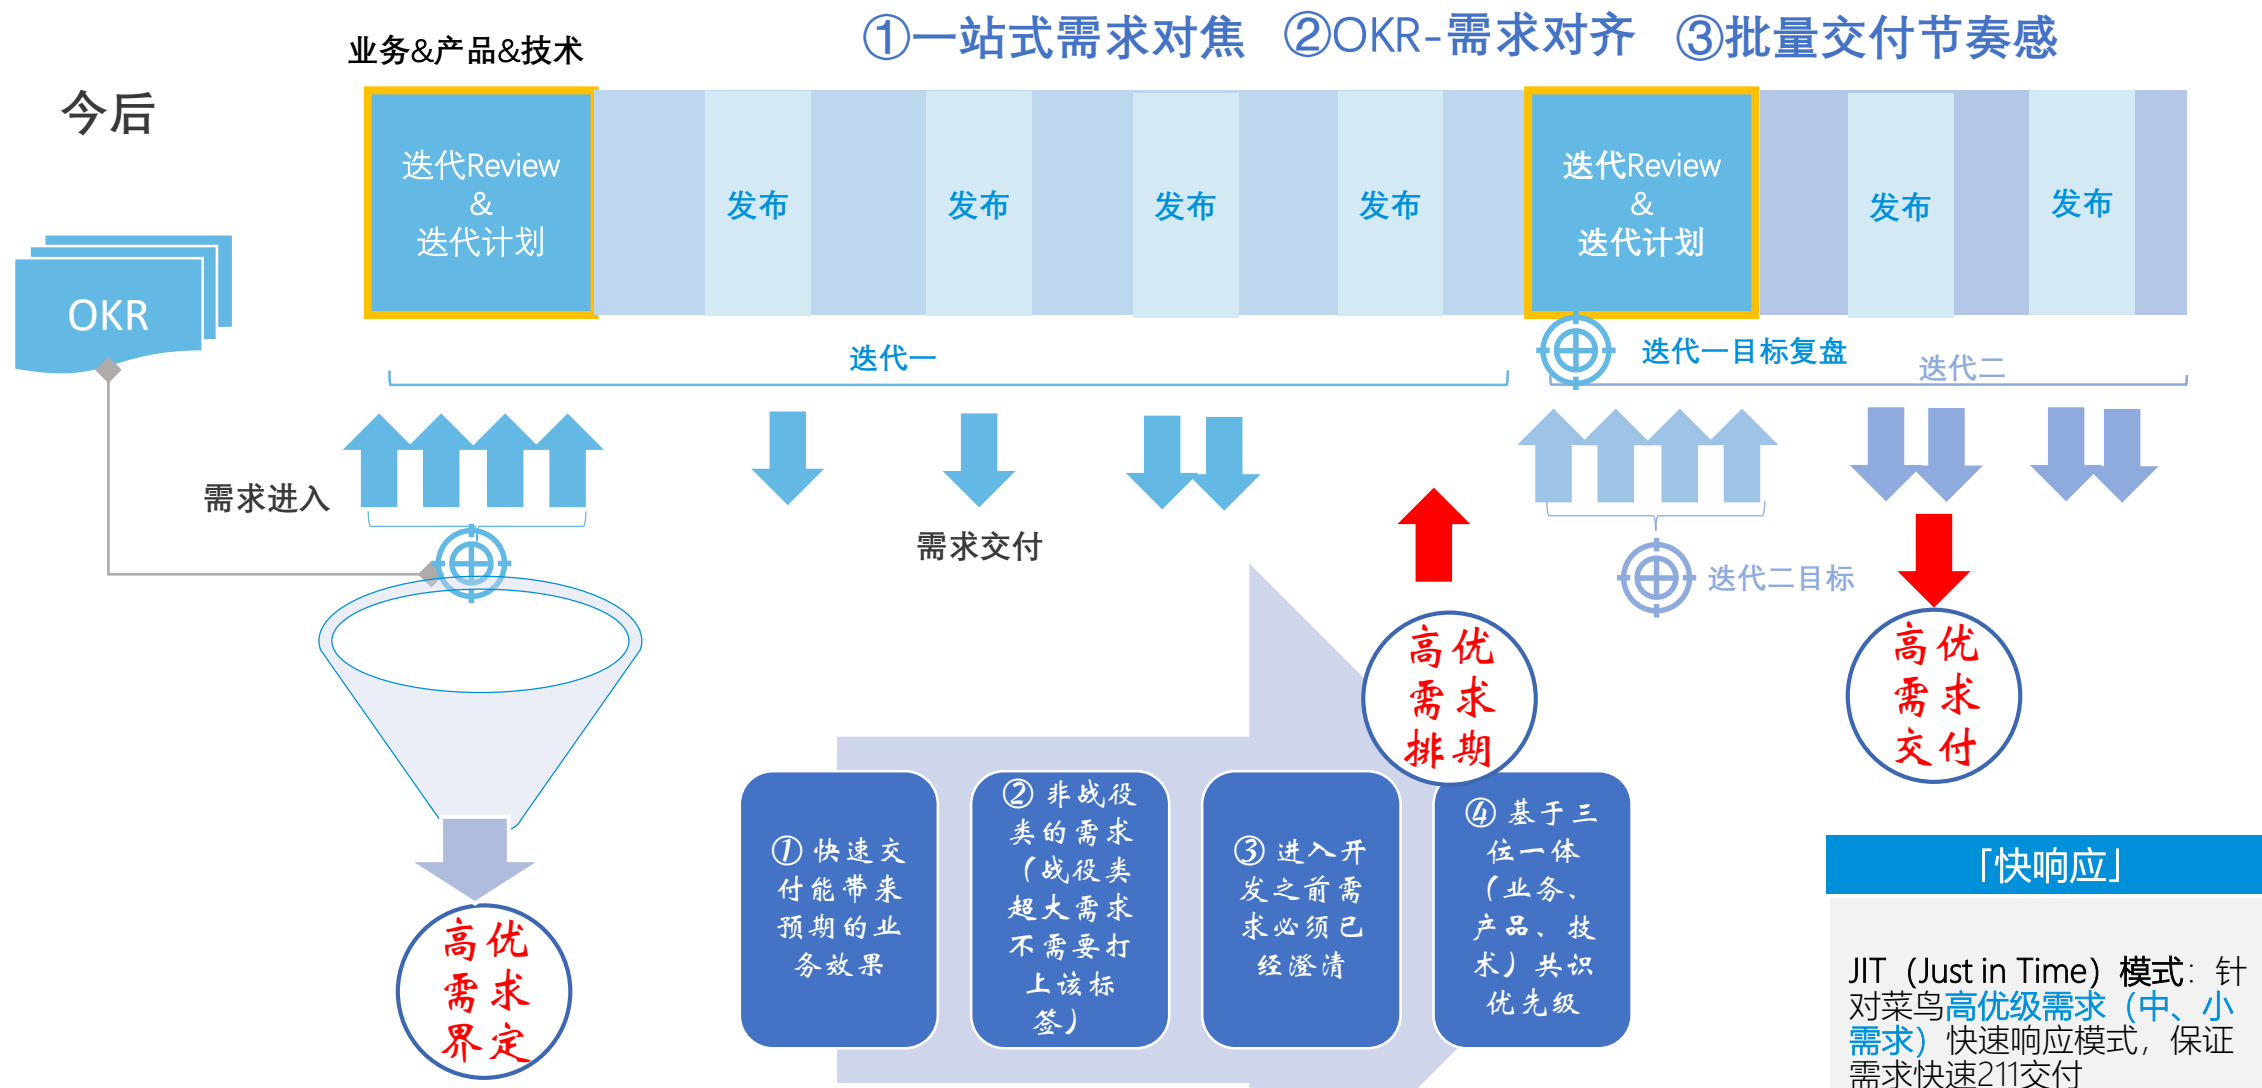 ①一站式需求对焦 ②OKR-需求对齐 ③批量交付节奏感
业务&产品&技术
今后
迭代Review
&
迭代计划
发布
发布
发布
发布
迭代Review
&
迭代计划
发布
发布
OKR
迭代一
迭代一目标复盘
迭代二
需求进入
需求交付
迭代二目标
高优
需求
排期
高优
需求
交付
①快速交
付能带来
预期的业
务效果
②非战役
类的需求
（战役类
超大需求
不需要打
上该标
签）
③进入开
发之前需
求必须已
经澄清
④基于三
位一体
（业务、
产品、技
术）共识
优先级
高优
需求
界定
「快响应」
JIT（Just in Time）模式：针
对菜鸟高优级需求（中、小
需求）快速响应模式，保证
需求快速211交付